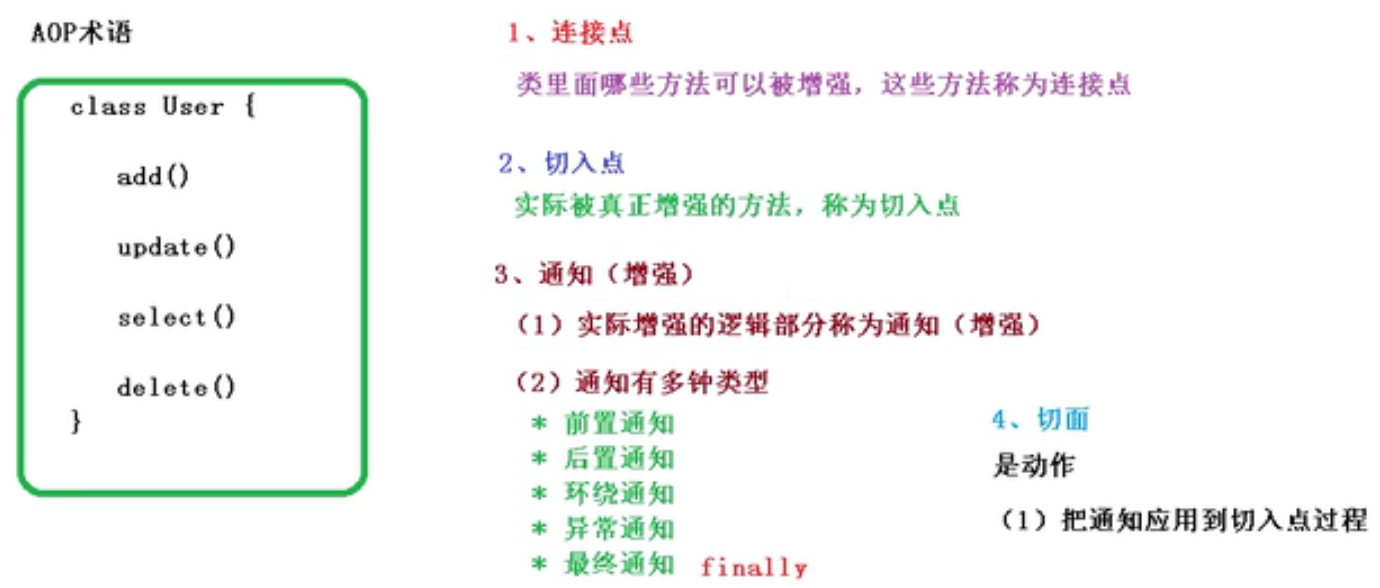 AOP术语
class User {
add()
update()
select()
delete()
}
1、连接点
类里面哪些方法可以被增强，这些方法称为连接点
2、切入点
实际被真正增强的方法，称为切入点
3、通知（增强）
（1）实际增强的逻辑部分称为通知（增强）
（2）通知有多钟类型
* 前置通知
* 后置通知
* 环绕通知
* 异常通知
* 最终通知 finally
4、切面
是动作
（1）把通知应用到切入点过程